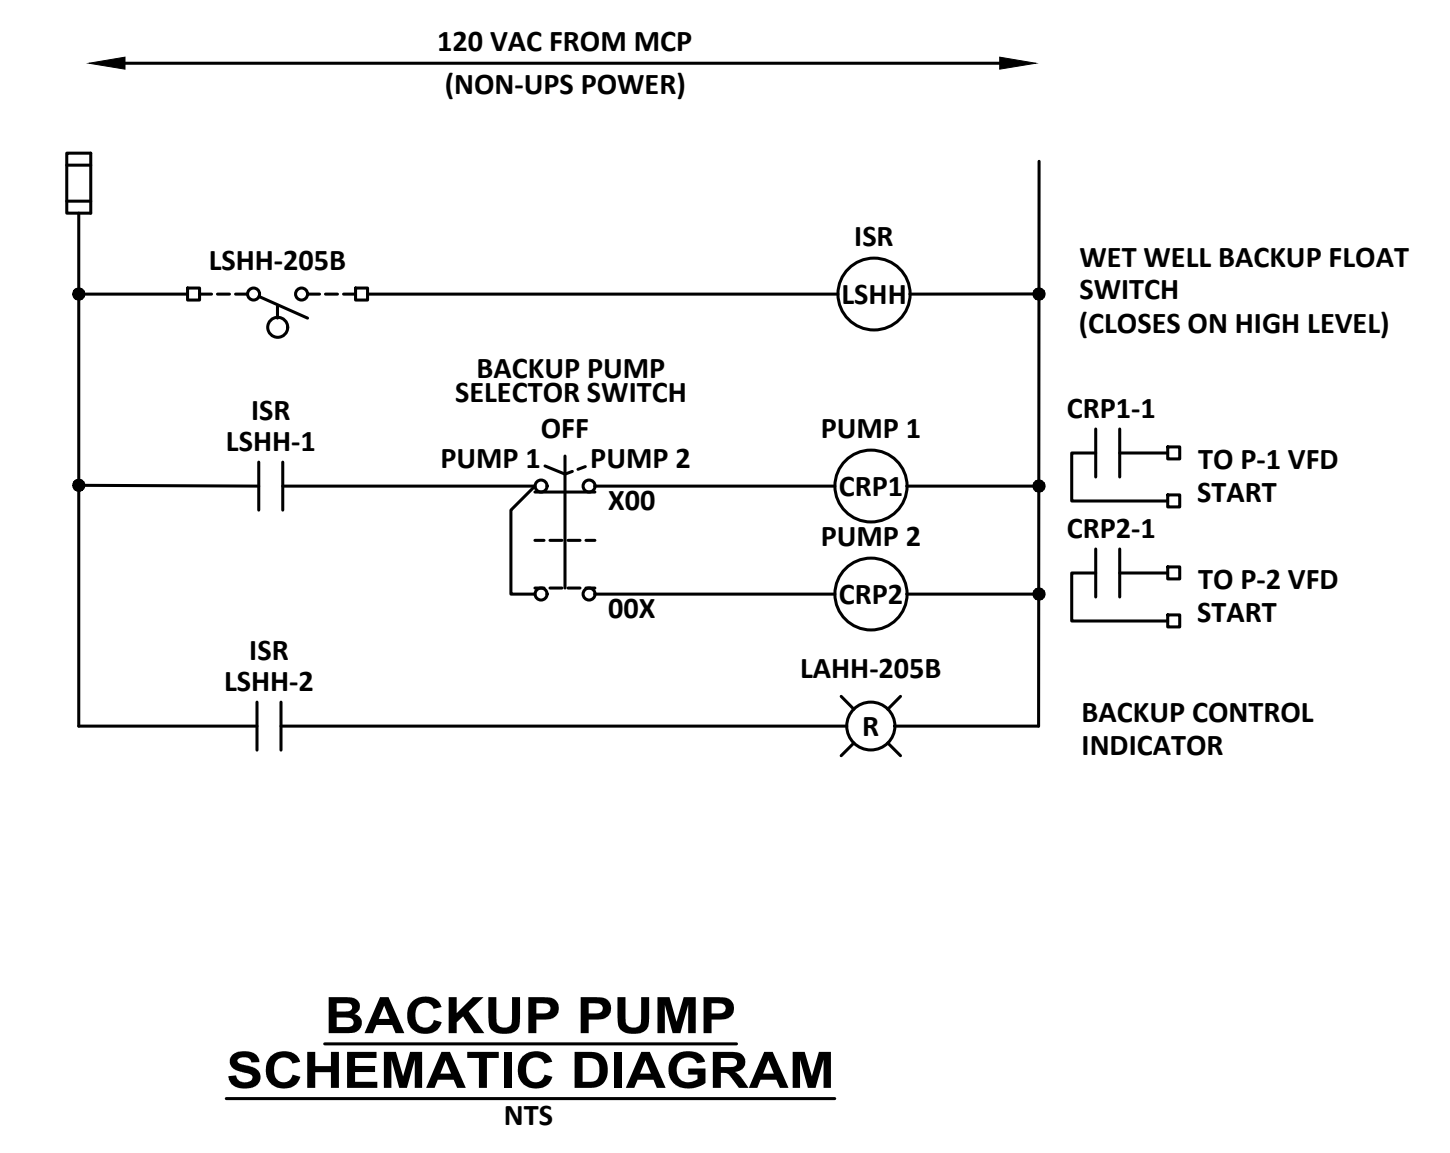 120 VAC FROM MCP
(NON-UPS POWER)
ISR
LSHH-205B
LSHH
WET WELL BACKUP FLOAT
SWITCH
(CLOSES ON HIGH LEVEL)
BACKUP PUMP
SELECTOR SWITCH
ISR
LSHH-1
OFF
PUMP 1
PUMP 2
X00
PUMP 1
CRP1
CRP1-1
TO P-1 VFD
START
PUMP 2
CRP2
00X
CRP2-1
TO P-2 VFD
START
ISR
LSHH-2
LAHH-205B
R
BACKUP CONTROL
INDICATOR
BACKUP PUMP
SCHEMATIC DIAGRAM
NTS